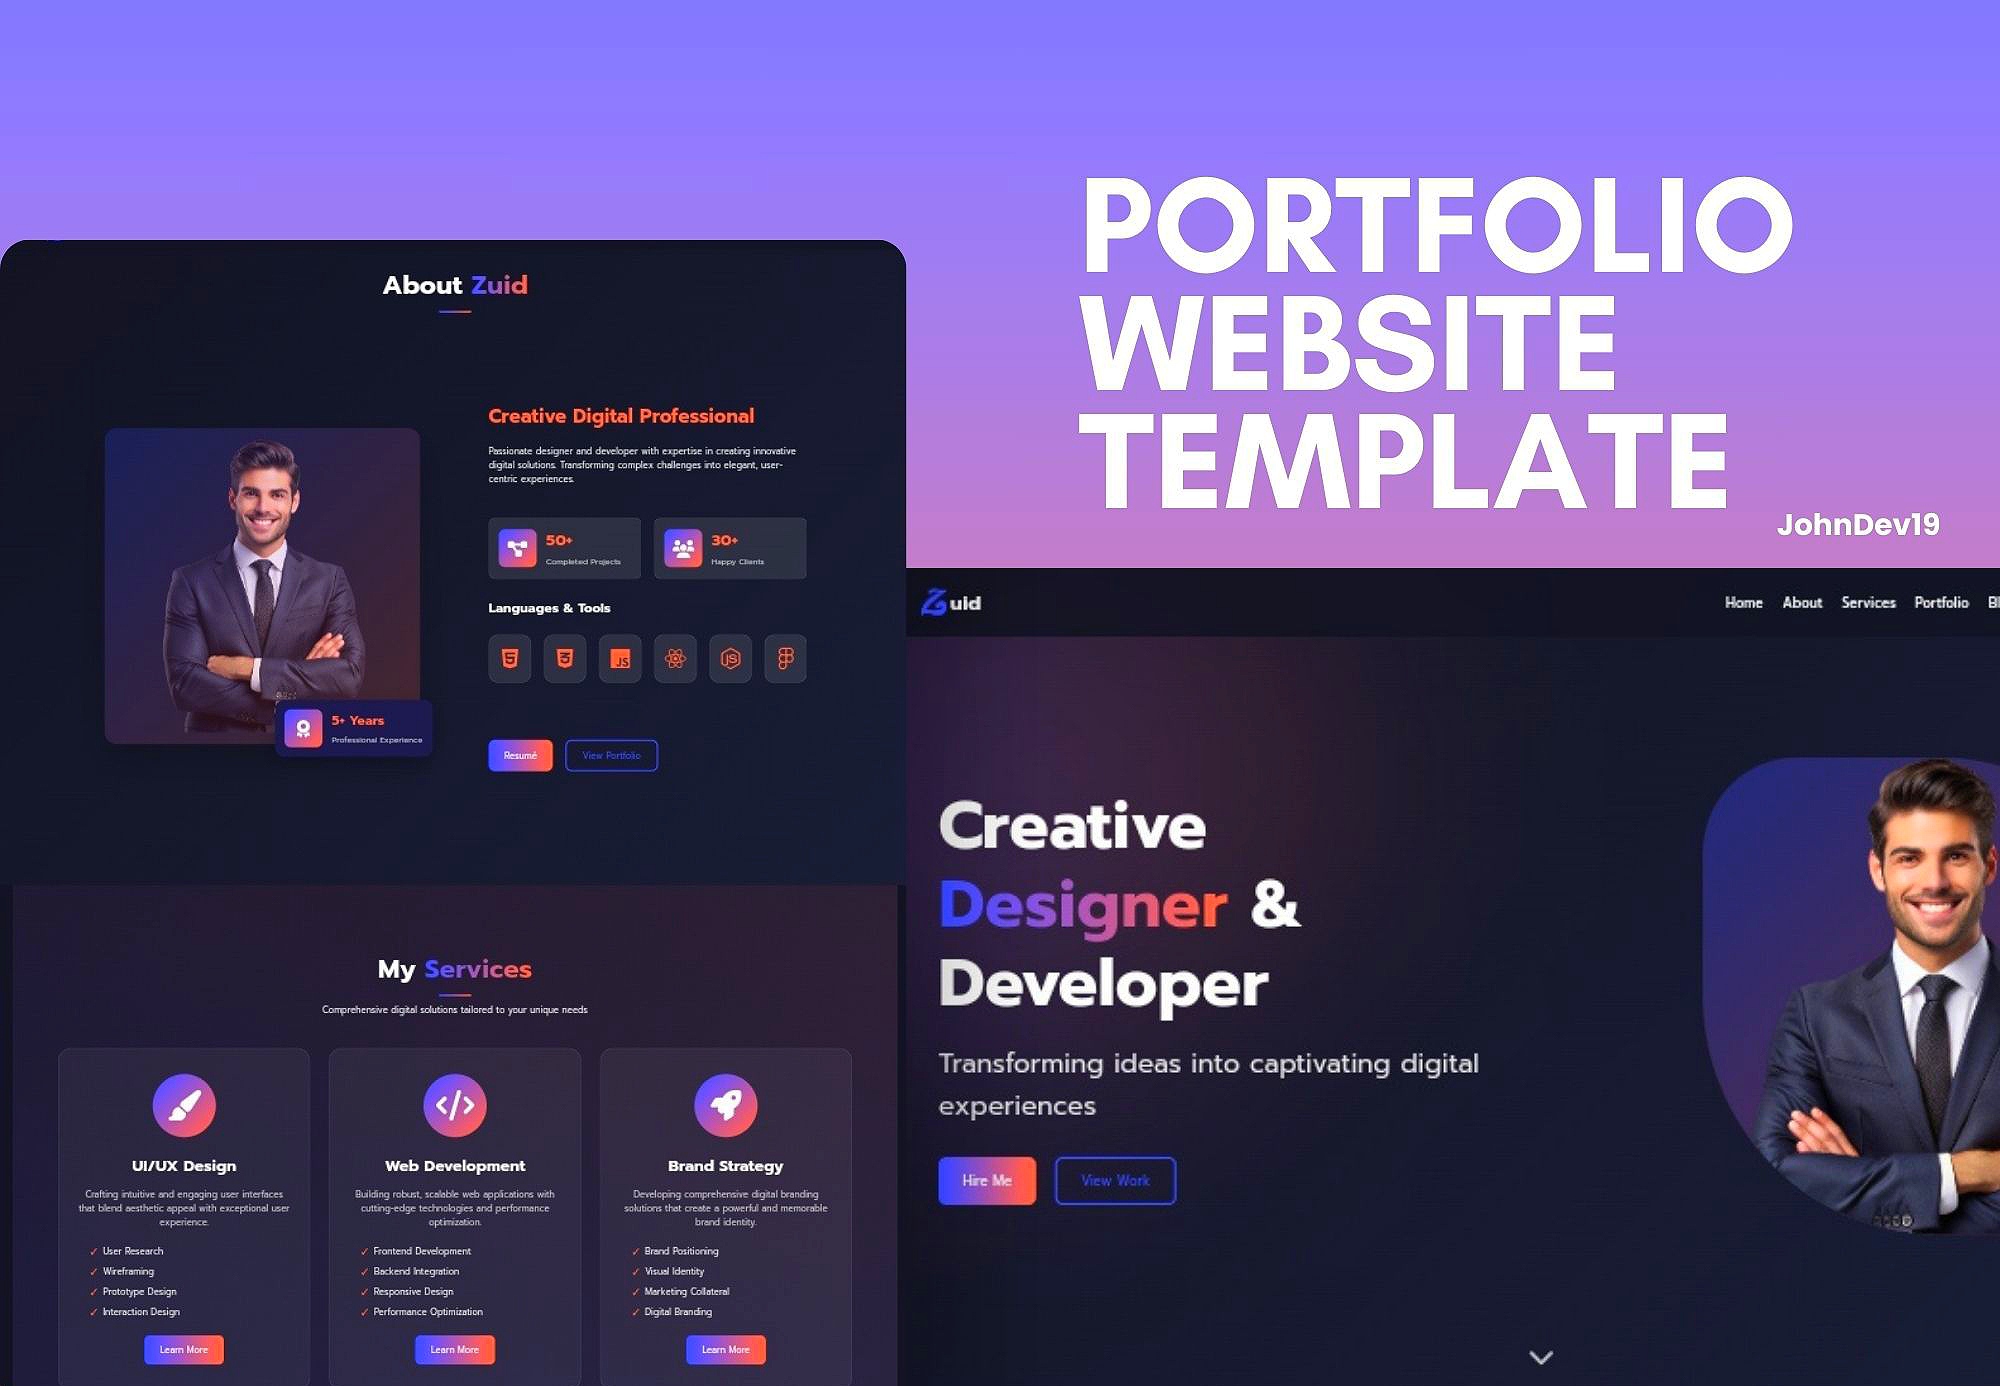 PORTFOLIO
WEBSITE
TEMPLATE
JohnDev19
About Zuid
Creative Digital Professional
Passionate designer and developer with expertise in creating innovative
digital solutions. Transforming complex challenges into elegant, user-
centric experiences.
50+
Completed Projects
30+
Happy Clients
Languages & Tools
JS
JS
5+ Years
Professional Experience
Resumé
View Portfolio
My Services
Comprehensive digital solutions tailored to your unique needs
UI/UX Design
Crafting intuitive and engaging user interfaces
that blend aesthetic appeal with exceptional user
experience.
✓ User Research
✓ Wireframing
✓ Prototype Design
✓ Interaction Design
Learn More
Web Development
Building robust, scalable web applications with
cutting-edge technologies and performance
optimization.
✓ Frontend Development
✓ Backend Integration
✓ Responsive Design
✓ Performance Optimization
Learn More
Brand Strategy
Developing comprehensive digital branding
solutions that create a powerful and memorable
brand identity.
✓ Brand Positioning
✓ Visual Identity
✓ Marketing Collateral
✓ Digital Branding
Learn More
Zuid
Home About Services Portfolio
Creative
Designer &
Developer
Transforming ideas into captivating digital
experiences
Hire Me
View Work